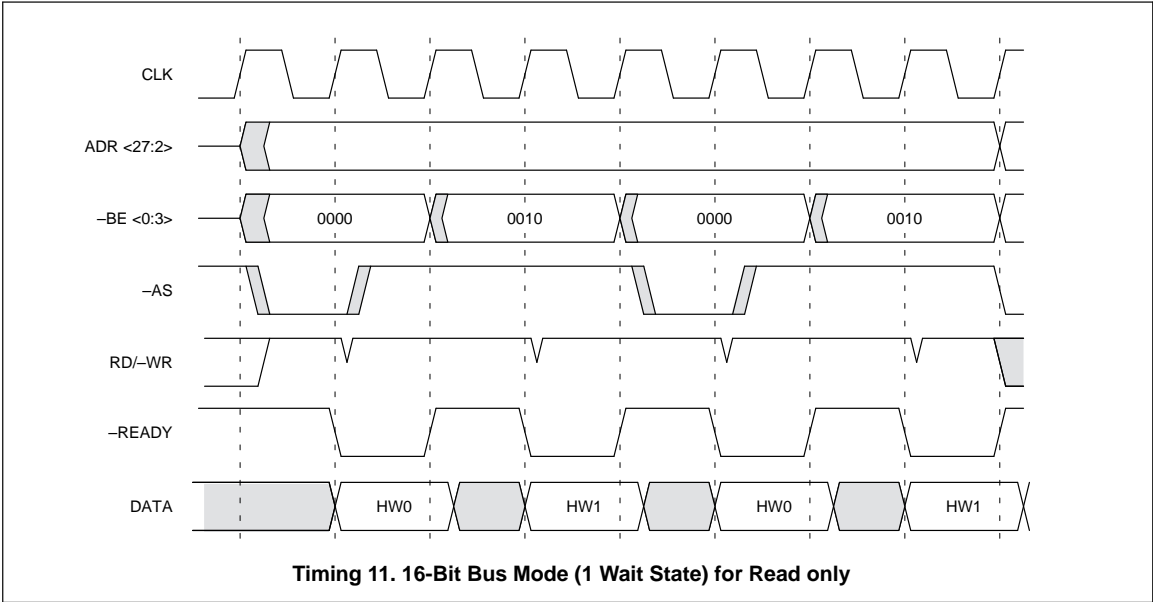 CLK
ADR <27:2>
–BE <0:3> 0000 0010 0000 0010
–AS
RD/–WR
–READY
DATA HW0 HW1 HW0 HW1
Timing 11. 16-Bit Bus Mode (1 Wait State) for Read only